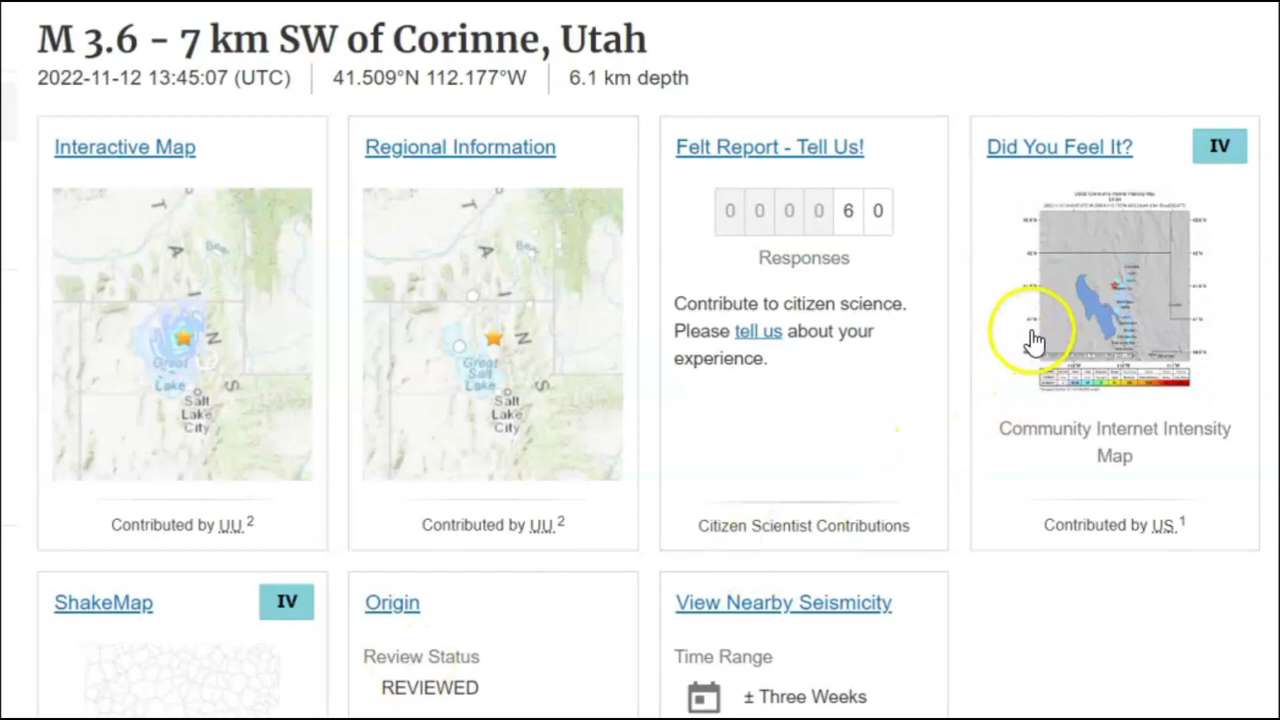 M 3.6 - 7 km SW of Corinne, Utah
2022-11-12 13:45:07 (UTC) 41.509°N 112.177°W 6.1 km depth
Interactive Map
Great
Salt
Lake
Salt
Lake
City
Contributed by UU 2
Regional Information
Great
Salt
Lake
Salt
Lake
City
Contributed by UU 2
Felt Report - Tell Us!
0 0 0 0 6 0
Responses
Contribute to citizen science.
Please tell us about your
experience.
Citizen Scientist Contributions
Did You Feel It?
IV
Community Internet Intensity
Map
Contributed by US 1
ShakeMap
IV
Origin
Review Status
REVIEWED
View Nearby Seismicity
Time Range
± Three Weeks